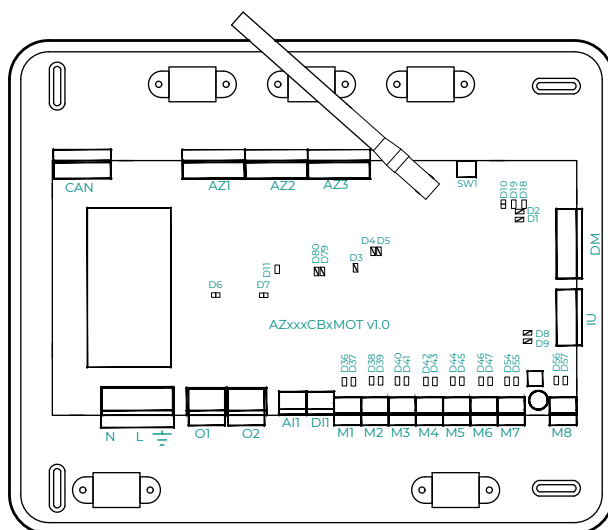 CAN
AZ1 AZ2 AZ3
SW1
D10 D19 D18
D2
D1
DM
IU
D4 D5
D80 D79
D3
D11
D6 D7
AZxxxCBxMOT v1.0
D8
D9
D36 D37 D38 D39 D40 D41 D42 D43 D44 D45 D46 D47 D54 D55 D56 D57
N L O1 O2 AI1 DI1 M1 M2 M3 M4 M5 M6 M7 M8